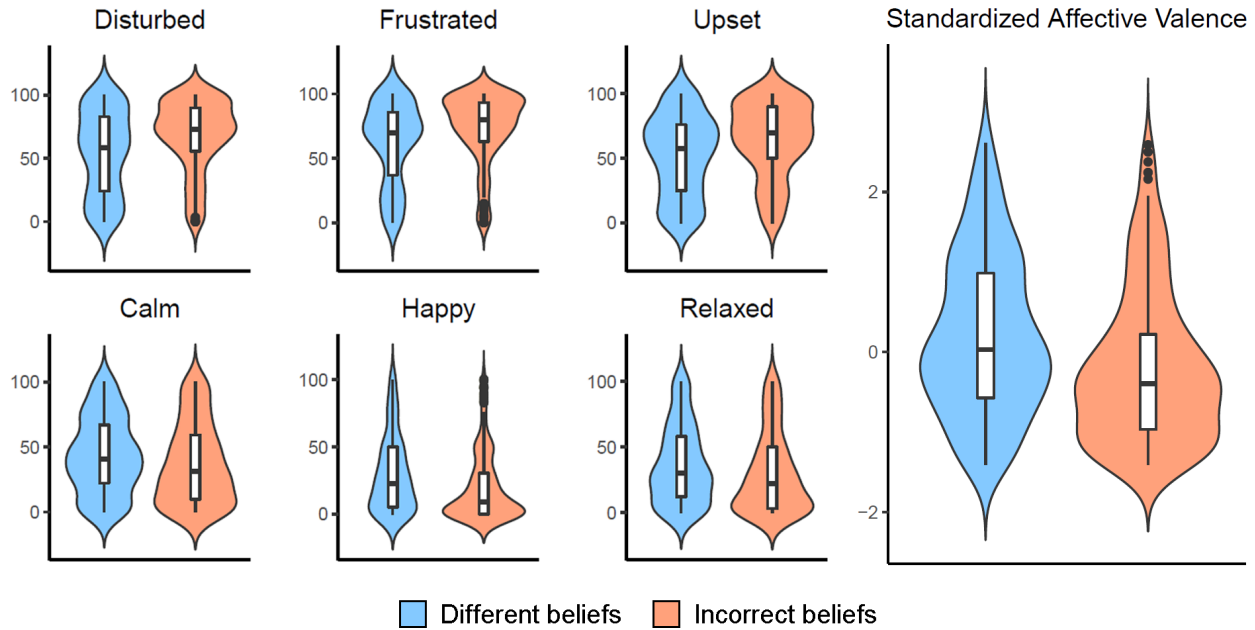 Disturbed
Frustrated
Upset
Standardized Affective Valence
100
50
0
100
50
0
100
50
0
2
0
−2
Calm
Happy
Relaxed
100
50
0
100
50
0
100
50
0
Different beliefs
Incorrect beliefs